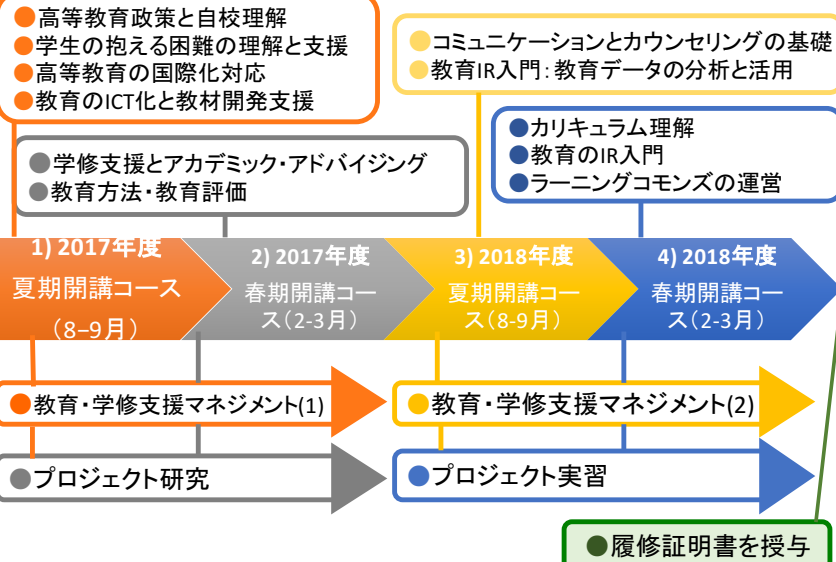 ●高等教育政策と自校理解
●学生の抱える困難の理解と支援
●高等教育の国際化対応
●教育のICT化と教材開発支援
●コミュニケーションとカウンセリングの基礎
●教育IR入門：教育データの分析と活用
●学修支援とアカデミック・アドバイジング
●教育方法・教育評価
●カリキュラム理解
●教育のIR入門
●ラーニングコモンズの運営
1) 2017年度
夏期開講コース
（8–9月）
2) 2017年度
春期開講コー
ス（2-3月）
3) 2018年度
夏期開講コー
ス（8-9月）
4) 2018年度
春期開講コー
ス（2-3月）
●教育・学修支援マネジメント(1)
●教育・学修支援マネジメント(2)
●プロジェクト研究
●プロジェクト実習
●履修証明書を授与